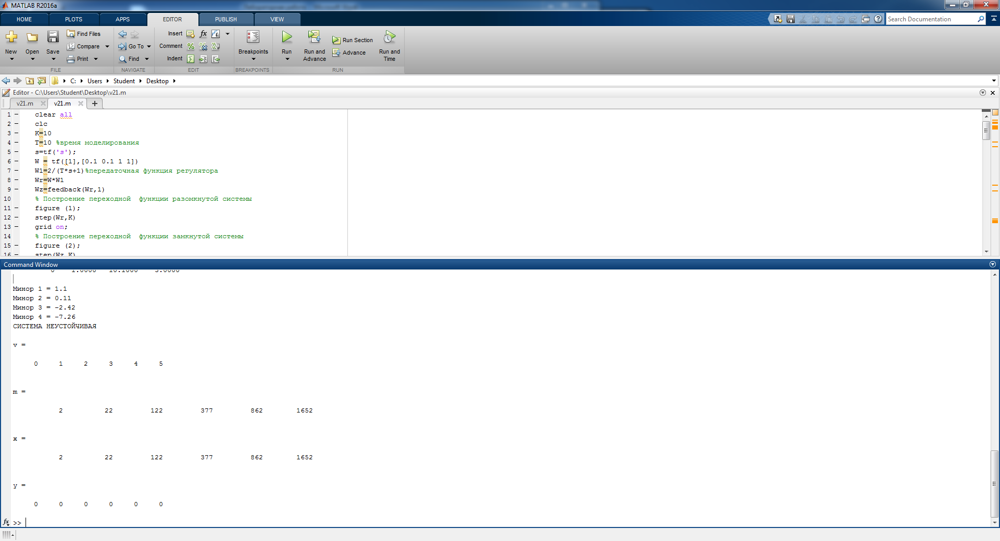 MATLAB R2016a
HOME PLOTS APPS EDITOR PUBLISH VIEW
Search Documentation
New Open Save Find Files Compare Print
FILE
Go To Find
NAVIGATE
Insert fx
Comment
Indent
EDIT
Breakpoints
BREAKPOINTS
Run Run and Advance Run Section Advance Run and Time
RUN
C: Users Student Desktop
Editor - C:\Users\Student\Desktop\v21.m
v21.m v21.m +
1 clear all
2 clc
3 K=10
4 T=10 %время моделирования
5 s=tf('s');
6 W = tf([1],[0.1 0.1 1 1])
7 W1=2/(T*s+1)%передаточная функция регулятора
8 Wr=W*W1
9 Wz=feedback(Wr,1)
10 % Построение переходной функции разомкнутой системы
11 figure (1);
12 step(Wr,K)
13 grid on;
14 % Построение переходной функции замкнутой системы
15 figure (2);
16 step(Wz,K)
Command Window
0 1.0000 10.1000 3.0000
Минор 1 = 1.1
Минор 2 = 0.11
Минор 3 = -2.42
Минор 4 = -7.26
СИСТЕМА НЕУСТОЙЧИВАЯ
v =
0 1 2 3 4 5
m =
2 22 122 377 862 1652
x =
2 22 122 377 862 1652
y =
0 0 0 0 0 0
fx >>